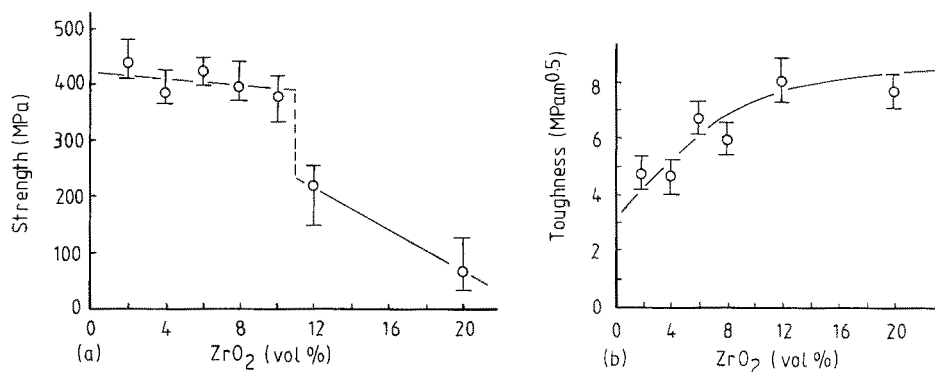 500
400
300
200
100
0
Strength (MPa)
0 4 8 12 16 20
(a) ZrO2 (vol %)
8
6
4
2
0
Toughness (MPam0.5)
0 4 8 12 16 20
(b) ZrO2 (vol %)